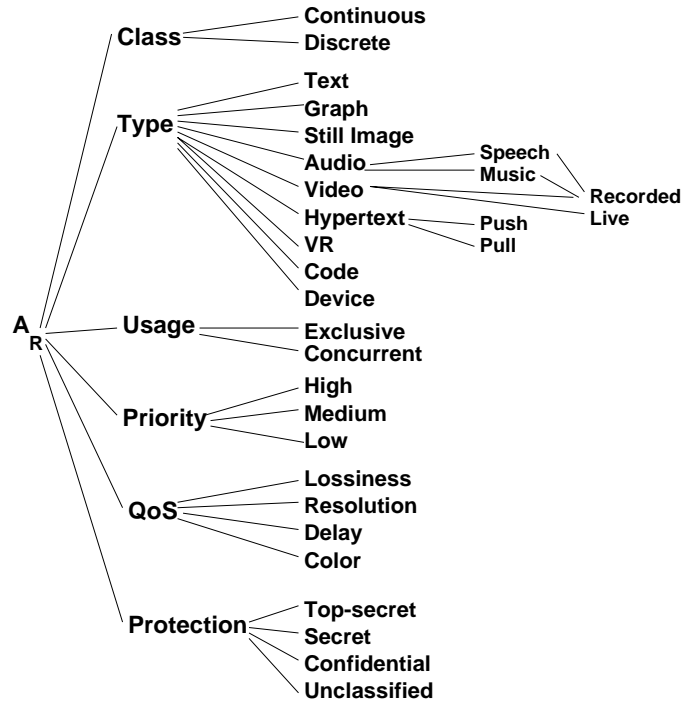 Continuous
Class
Discrete
Text
Graph
Type
Still Image
Audio
Speech
Music
Video
Recorded
Live
Hypertext
Push
Pull
VR
Code
Device
A
R
Usage
Exclusive
Concurrent
High
Priority
Medium
Low
Lossiness
QoS
Resolution
Delay
Color
Top-secret
Protection
Secret
Confidential
Unclassified